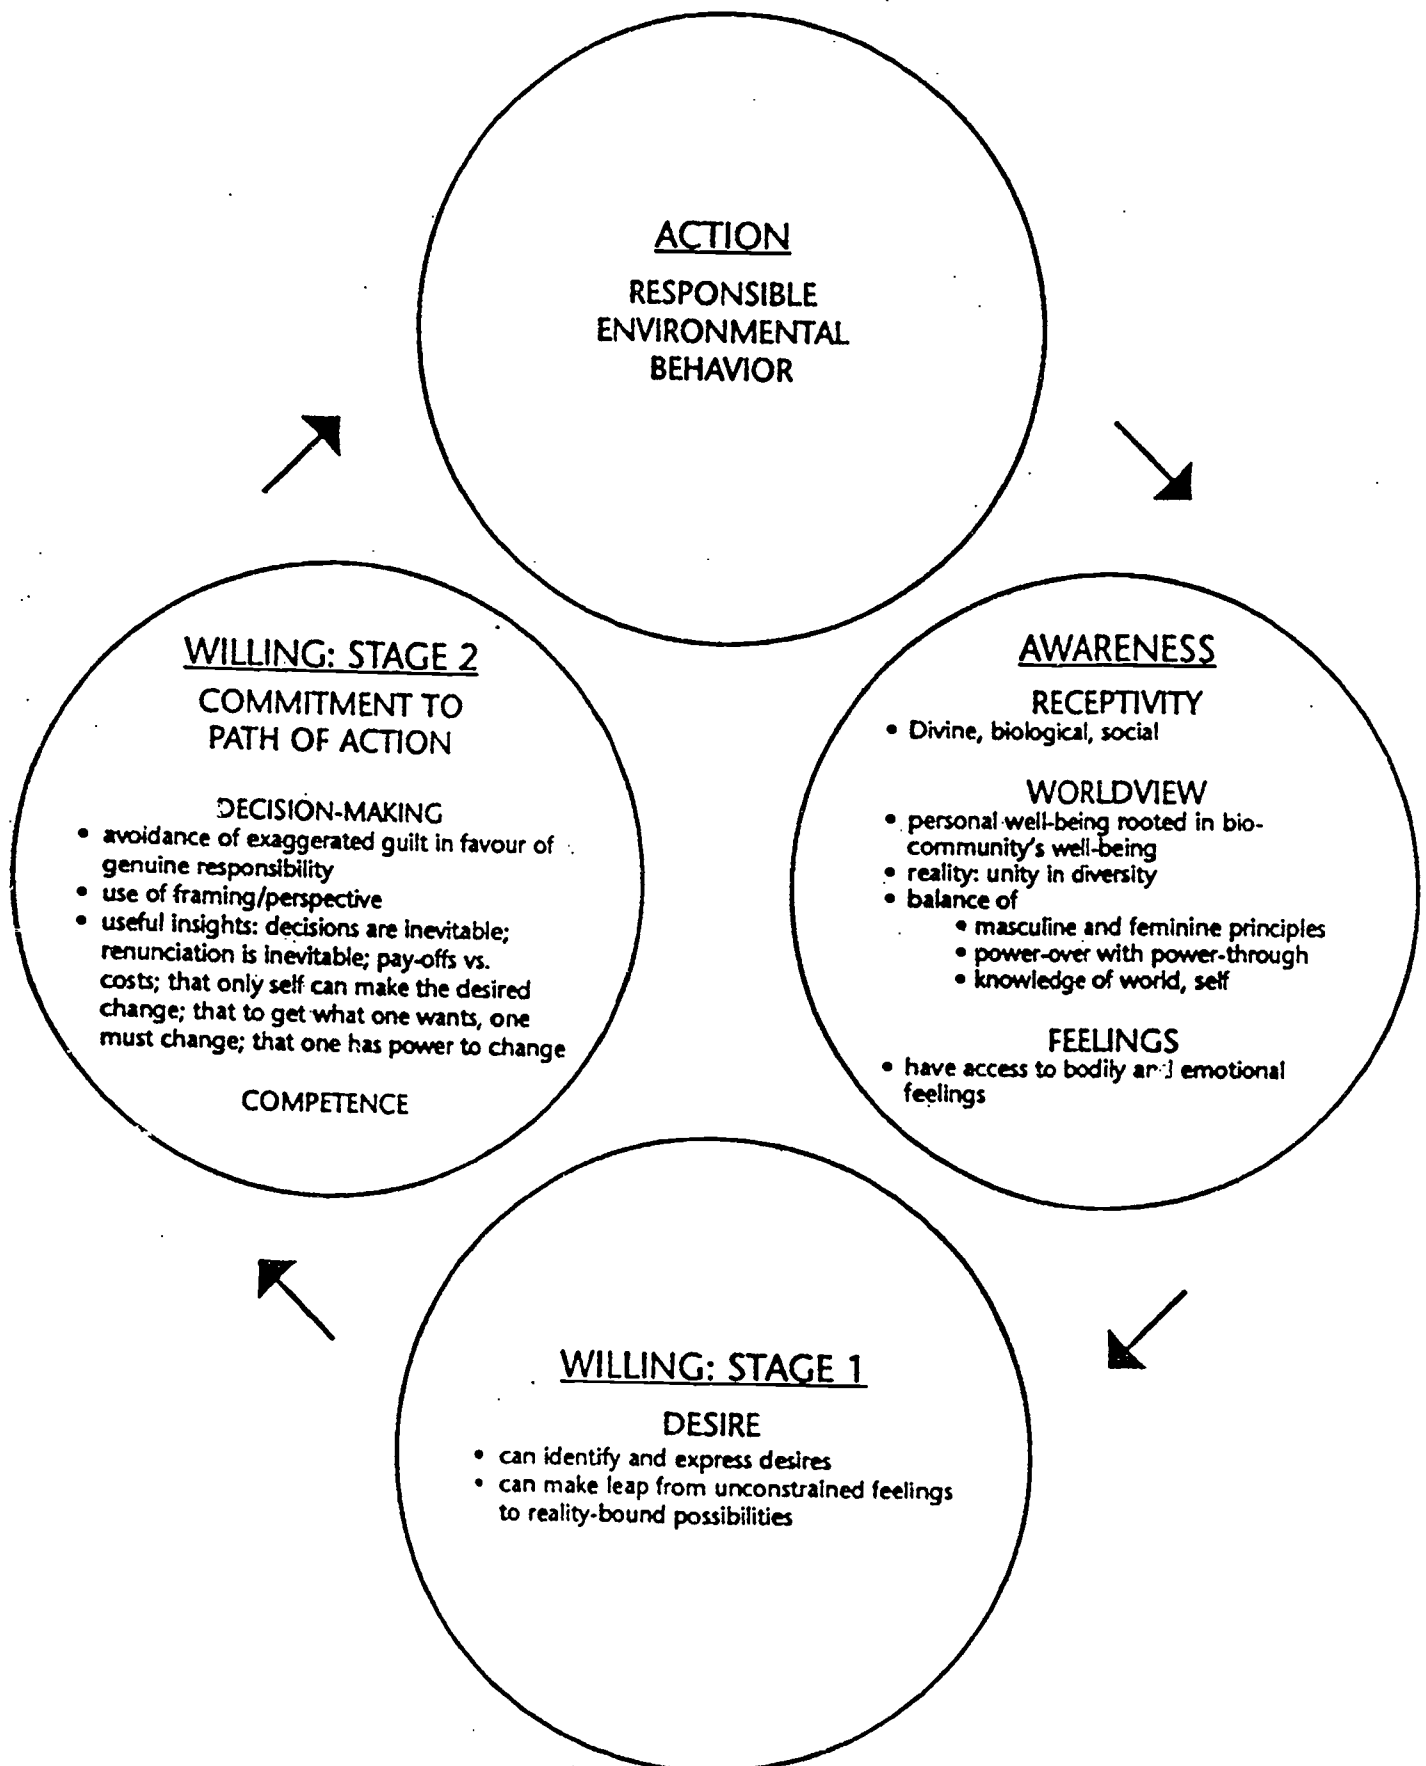 ACTION
RESPONSIBLE
ENVIRONMENTAL
BEHAVIOR
WILLING: STAGE 2
COMMITMENT TO
PATH OF ACTION
DECISION-MAKING
• avoidance of exaggerated guilt in favour of
genuine responsibility
• use of framing/perspective
• useful insights: decisions are inevitable;
renunciation is inevitable; pay-offs vs.
costs; that only self can make the desired
change; that to get what one wants, one
must change; that one has power to change
COMPETENCE
AWARENESS
RECEPTIVITY
• Divine, biological, social
WORLDVIEW
• personal well-being rooted in bio-
community's well-being
• reality: unity in diversity
• balance of
• masculine and feminine principles
• power-over with power-through
• knowledge of world, self
FEELINGS
• have access to bodily and emotional
feelings
WILLING: STAGE 1
DESIRE
• can identify and express desires
• can make leap from unconstrained feelings
to reality-bound possibilities